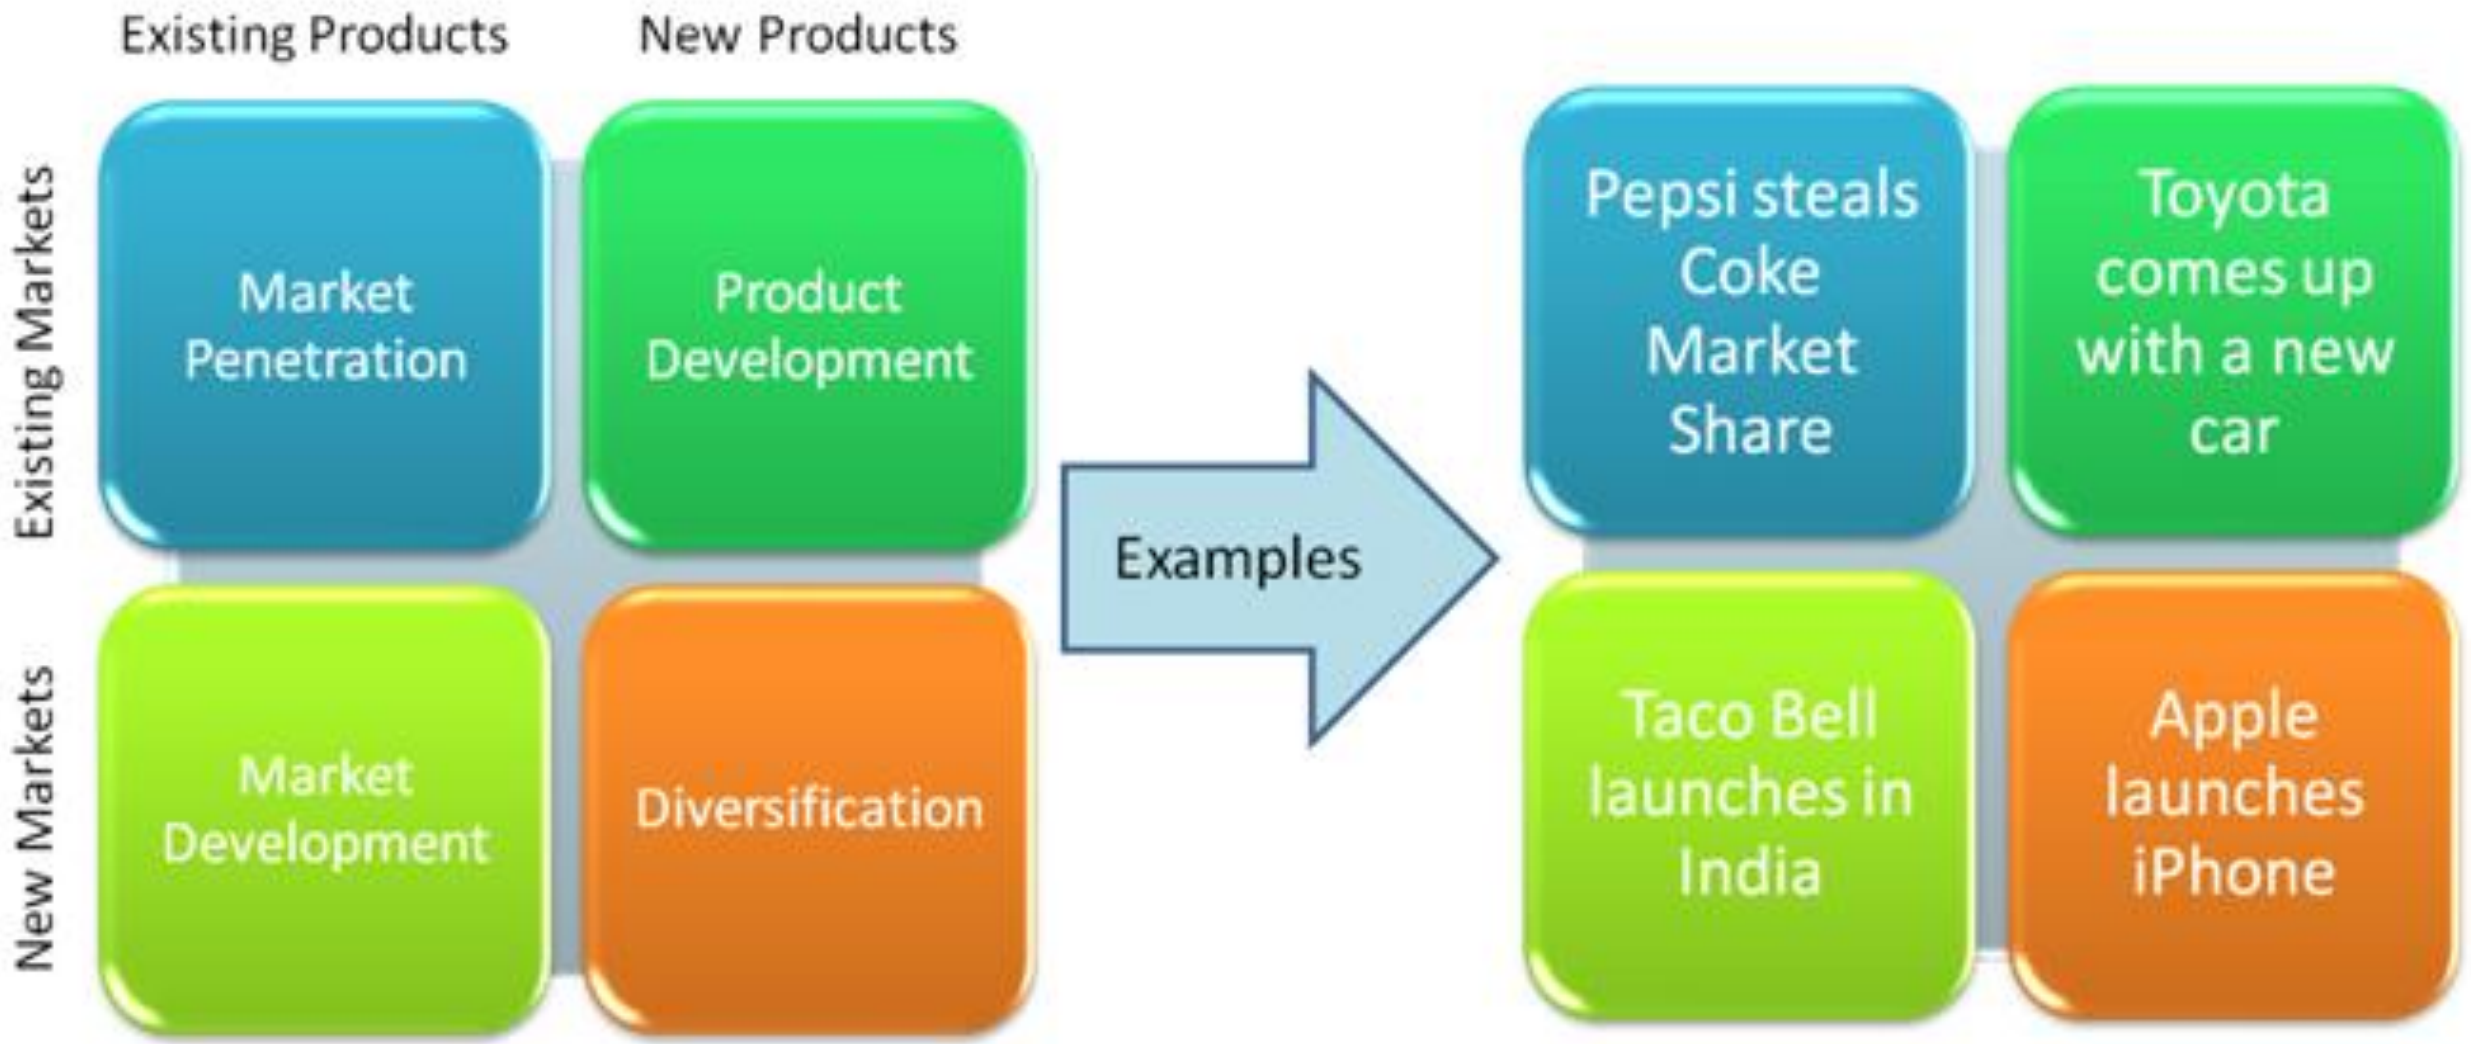 Existing Products
New Products
Existing Markets
New Markets
Market
Penetration
Product
Development
Market
Development
Diversification
Examples
Pepsi steals
Coke
Market
Share
Toyota
comes up
with a new
car
Taco Bell
launches in
India
Apple
launches
iPhone